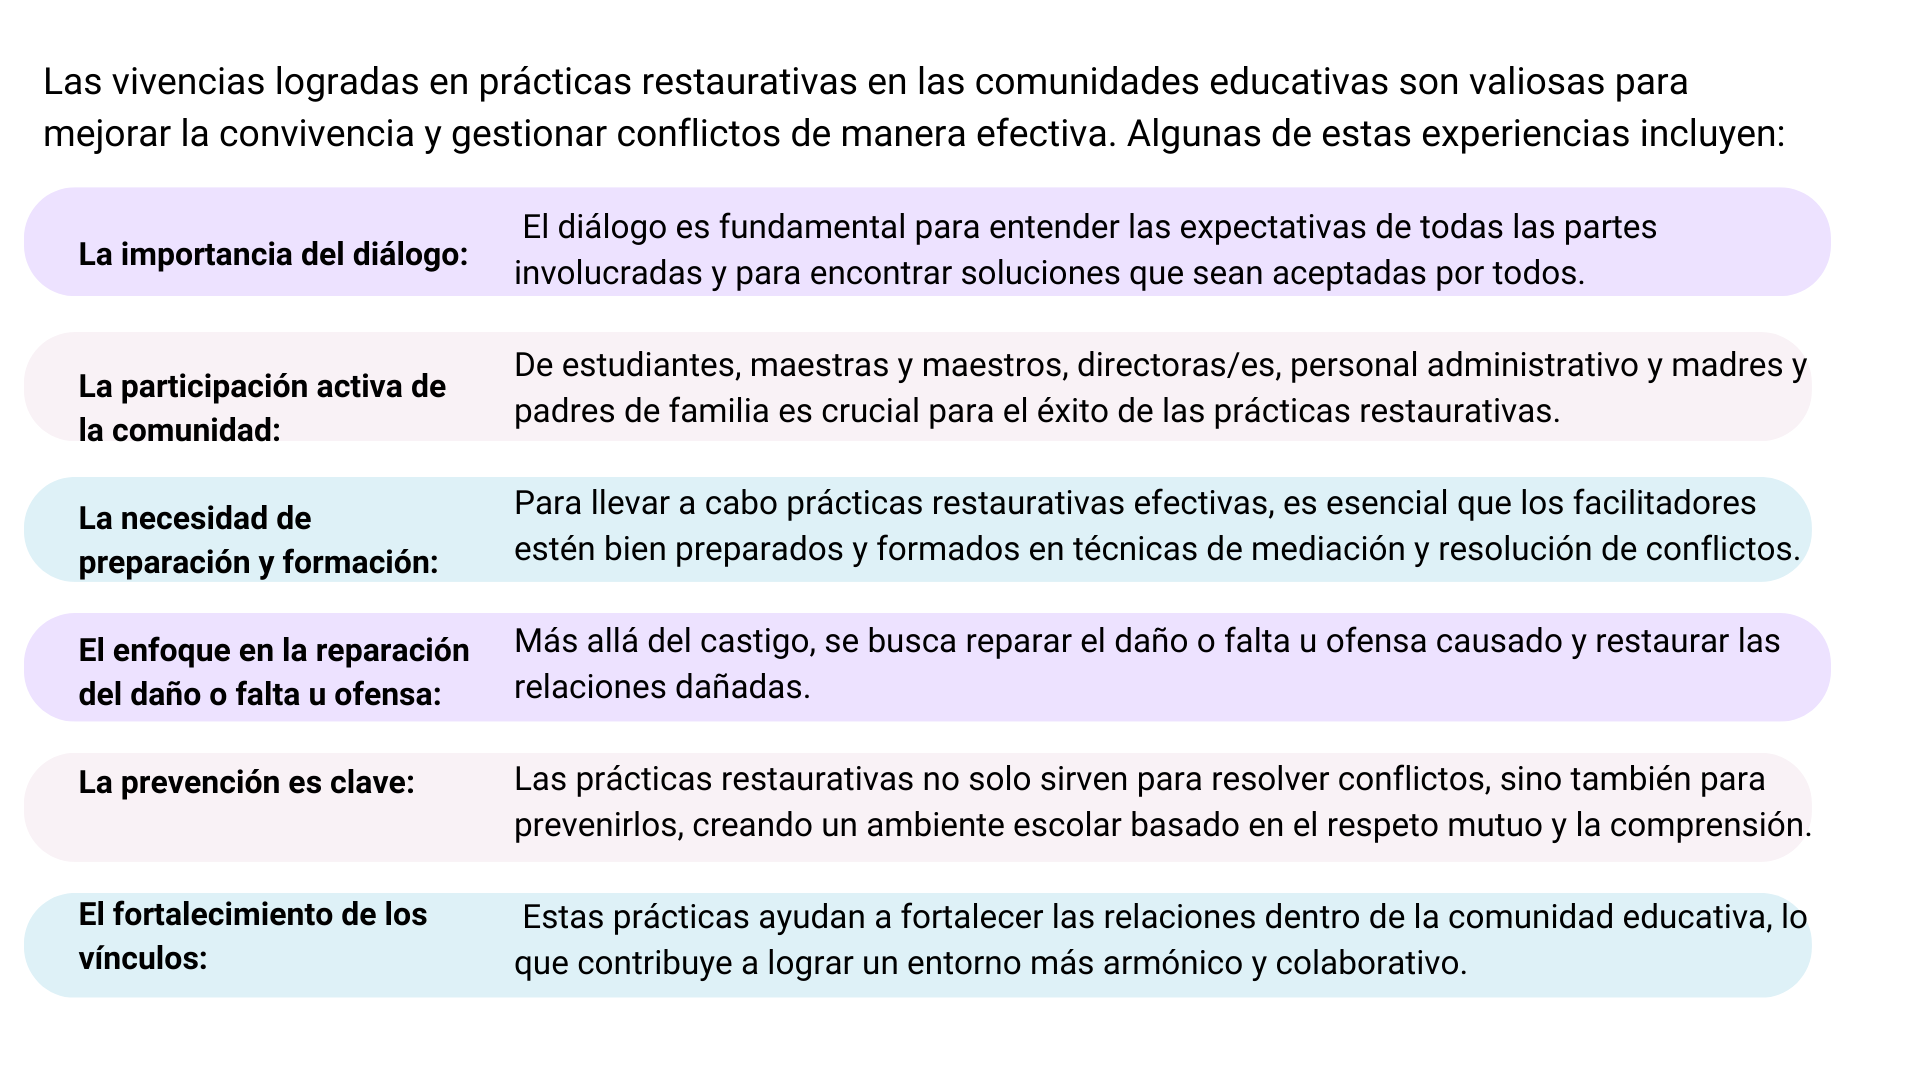 Las vivencias logradas en prácticas restaurativas en las comunidades educativas son valiosas para
mejorar la convivencia y gestionar conflictos de manera efectiva. Algunas de estas experiencias incluyen:
La importancia del diálogo:
El diálogo es fundamental para entender las expectativas de todas las partes
involucradas y para encontrar soluciones que sean aceptadas por todos.
La participación activa de
la comunidad:
De estudiantes, maestras y maestros, directoras/es, personal administrativo y madres y
padres de familia es crucial para el éxito de las prácticas restaurativas.
La necesidad de
preparación y formación:
Para llevar a cabo prácticas restaurativas efectivas, es esencial que los facilitadores
estén bien preparados y formados en técnicas de mediación y resolución de conflictos.
El enfoque en la reparación
del daño o falta u ofensa:
Más allá del castigo, se busca reparar el daño o falta u ofensa causado y restaurar las
relaciones dañadas.
La prevención es clave:
Las prácticas restaurativas no solo sirven para resolver conflictos, sino también para
prevenirlos, creando un ambiente escolar basado en el respeto mutuo y la comprensión.
El fortalecimiento de los
vínculos:
Estas prácticas ayudan a fortalecer las relaciones dentro de la comunidad educativa, lo
que contribuye a lograr un entorno más armónico y colaborativo.